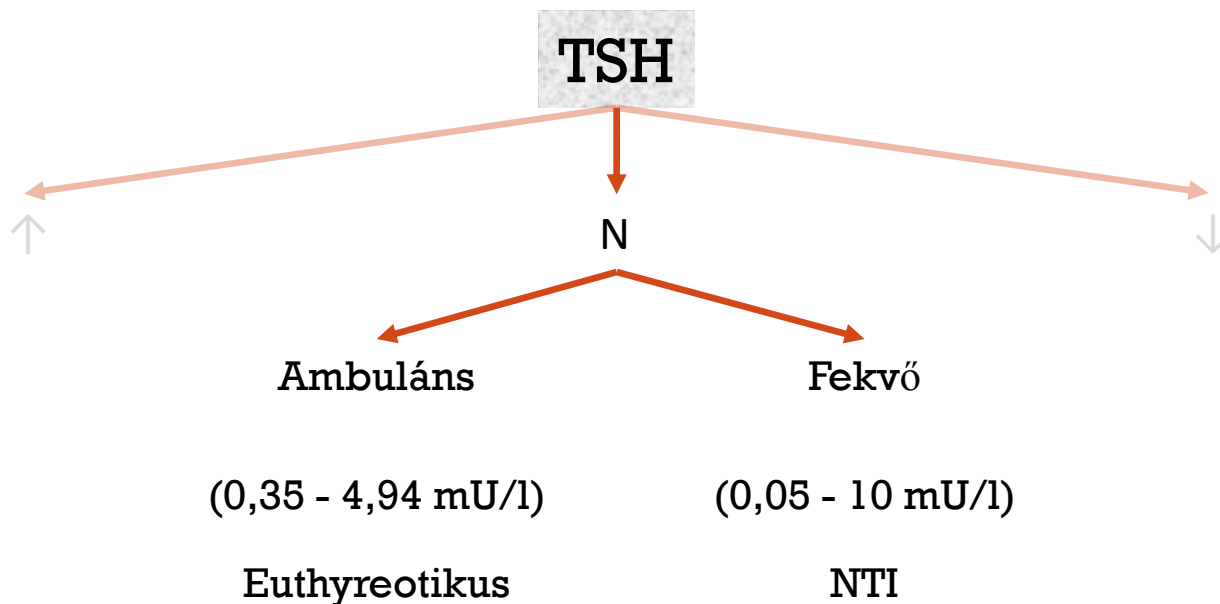 TSH
↑ N ↓
Ambuláns Fekvő
(0,35 - 4,94 mU/l) (0,05 - 10 mU/l)
Euthyreotikus NTI